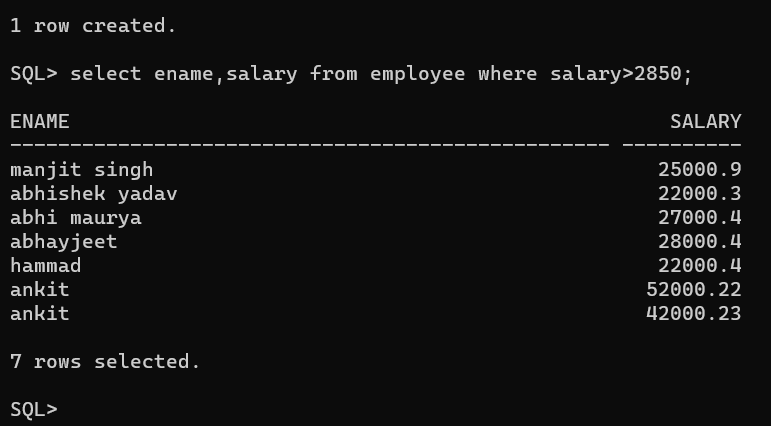 1 row created.
SQL> select ename,salary from employee where salary>2850;
ENAME                                                  SALARY
-------------------------------------------------- ----------
manjit singh                                          25000.9
abhishek yadav                                        22000.3
abhi maurya                                           27000.4
abhayjeet                                             28000.4
hammad                                                22000.4
ankit                                                52000.22
ankit                                                42000.23
7 rows selected.
SQL>